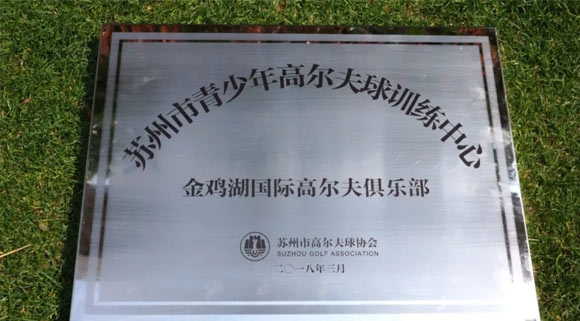 苏州市青少年高尔夫球训练中心
金鸡湖国际高尔夫俱乐部
苏州市高尔夫球协会
SUZHOU GOLF ASSOCIATION
二〇一八年三月